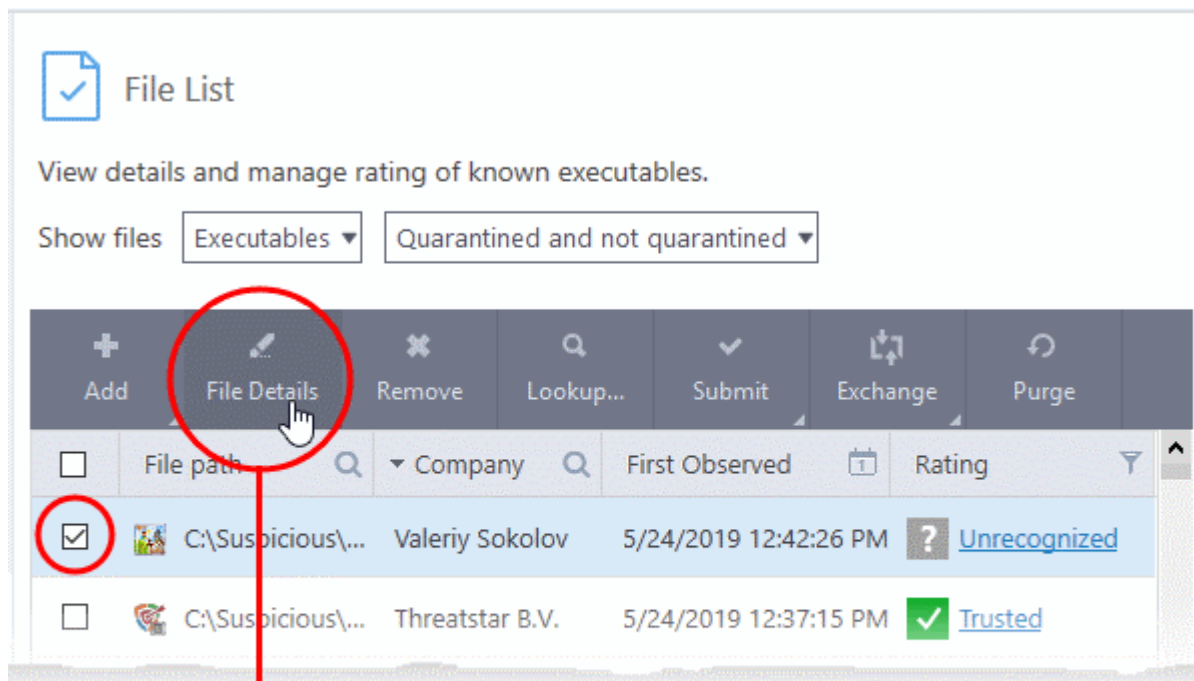 File List
View details and manage rating of known executables.
Show files Executables Quarantined and not quarantined
Add File Details Remove Lookup... Submit Exchange Purge
File path Company First Observed 1 Rating
C:\Suspicious\... Valeriy Sokolov 5/24/2019 12:42:26 PM ? Unrecognized
C:\Suspicious\... Threatstar B.V. 5/24/2019 12:37:15 PM Trusted